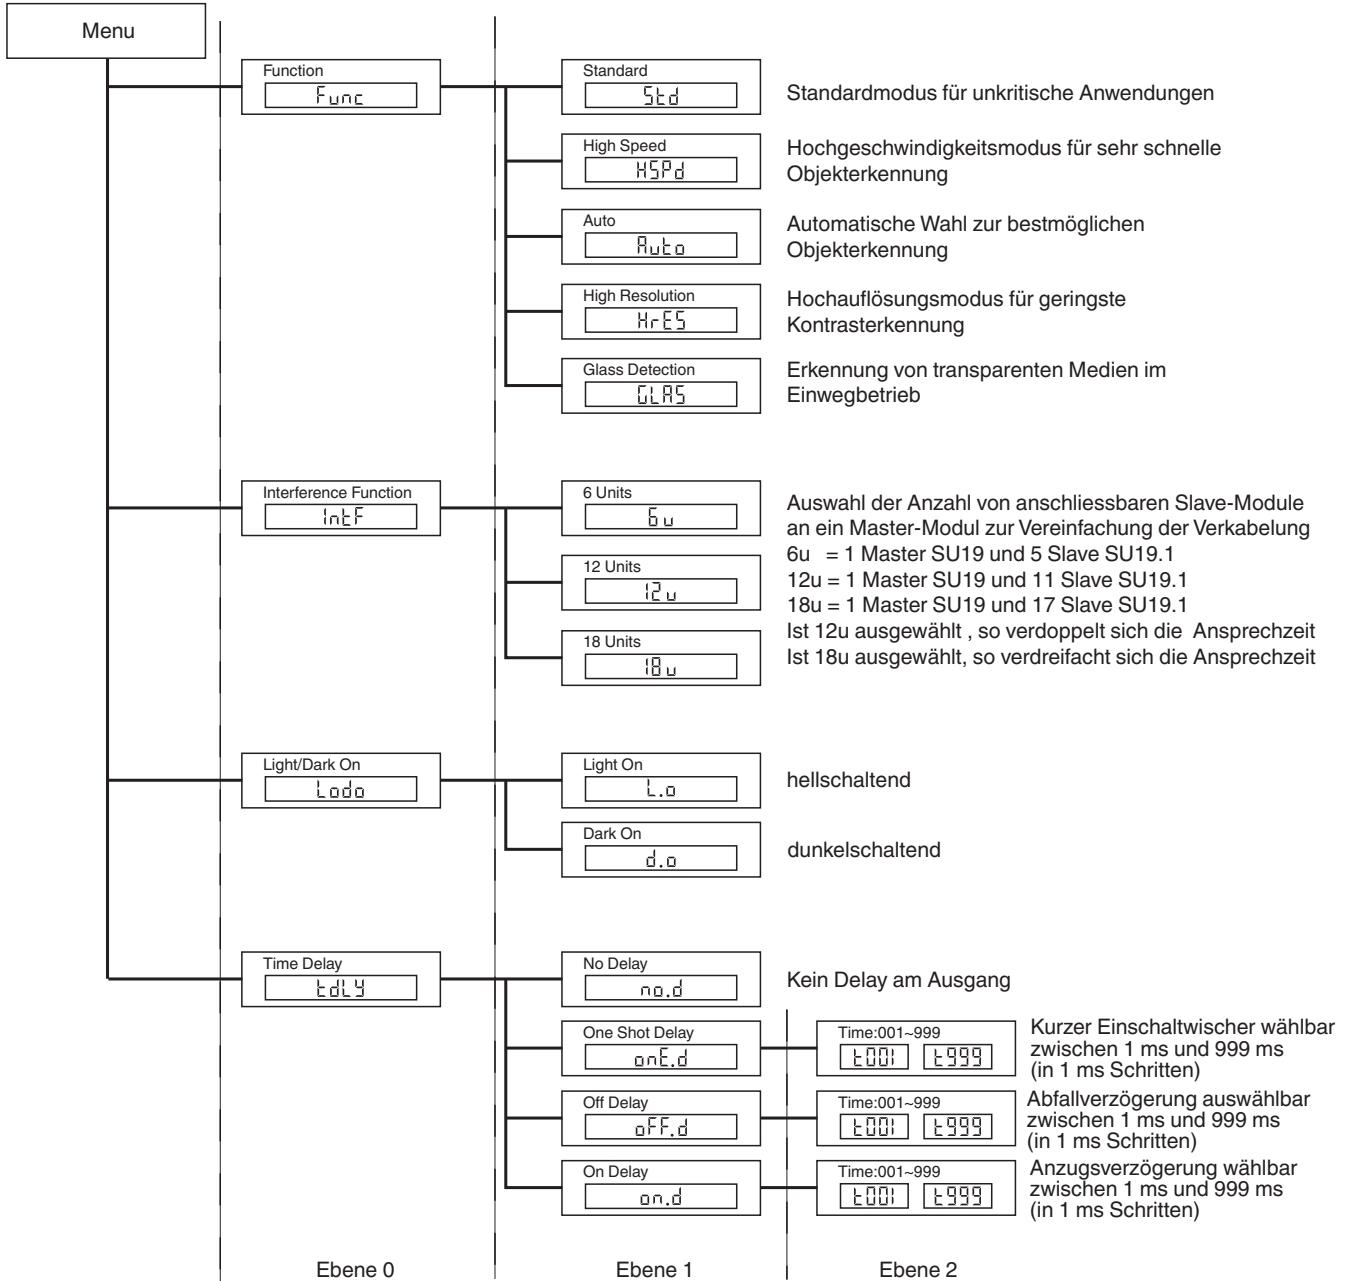 Menu
Function
Func
Standard
Std
Standardmodus für unkritische Anwendungen
High Speed
HSPd
Hochgeschwindigkeitsmodus für sehr schnelle
Objekterkennung
Auto
Auto
Automatische Wahl zur bestmöglichen
Objekterkennung
High Resolution
HrES
Hochauflösungsmodus für geringste
Kontrasterkennung
Glass Detection
GLAS
Erkennung von transparenten Medien im
Einwegbetrieb
Interference Function
IntF
6 Units
6u
12 Units
12u
18 Units
18u
Auswahl der Anzahl von anschliessbaren Slave-Module
an ein Master-Modul zur Vereinfachung der Verkabelung
6u = 1 Master SU19 und 5 Slave SU19.1
12u = 1 Master SU19 und 11 Slave SU19.1
18u = 1 Master SU19 und 17 Slave SU19.1
Ist 12u ausgewählt , so verdoppelt sich die Ansprechzeit
Ist 18u ausgewählt, so verdreifacht sich die Ansprechzeit
Light/Dark On
Lodo
Light On
L.o
hellschaltend
Dark On
d.o
dunkelschaltend
Time Delay
tdLY
No Delay
no.d
Kein Delay am Ausgang
One Shot Delay
onE.d
Time:001~999
t001 t999
Kurzer Einschaltwischer wählbar
zwischen 1 ms und 999 ms
(in 1 ms Schritten)
Off Delay
oFF.d
Time:001~999
t001 t999
Abfallverzögerung auswählbar
zwischen 1 ms und 999 ms
(in 1 ms Schritten)
On Delay
on.d
Time:001~999
t001 t999
Anzugsverzögerung wählbar
zwischen 1 ms und 999 ms
(in 1 ms Schritten)
Ebene 0 Ebene 1 Ebene 2